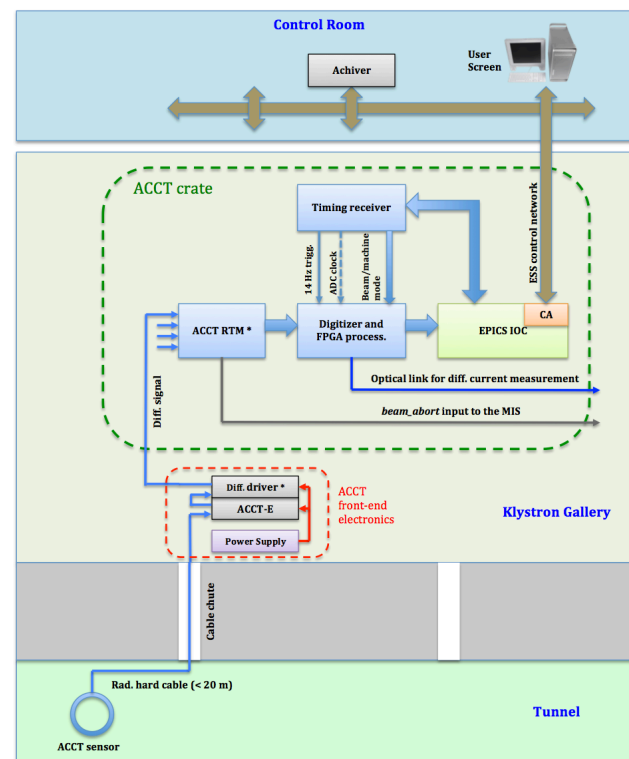 Control Room
User
Screen
Achiver
ACCT crate
Timing receiver
14 Hz trigg.
ADC clock
Beam/machine
mode
ESS control network
ACCT RTM *
Digitizer and
FPGA process.
CA
EPICS IOC
Optical link for diff. current measurement
beam_abort input to the MIS
Diff. signal
Diff. driver *
ACCT-E
Power Supply
ACCT
front-end
electronics
Klystron Gallery
Cable chute
Rad. hard cable (< 20 m)
ACCT sensor
Tunnel